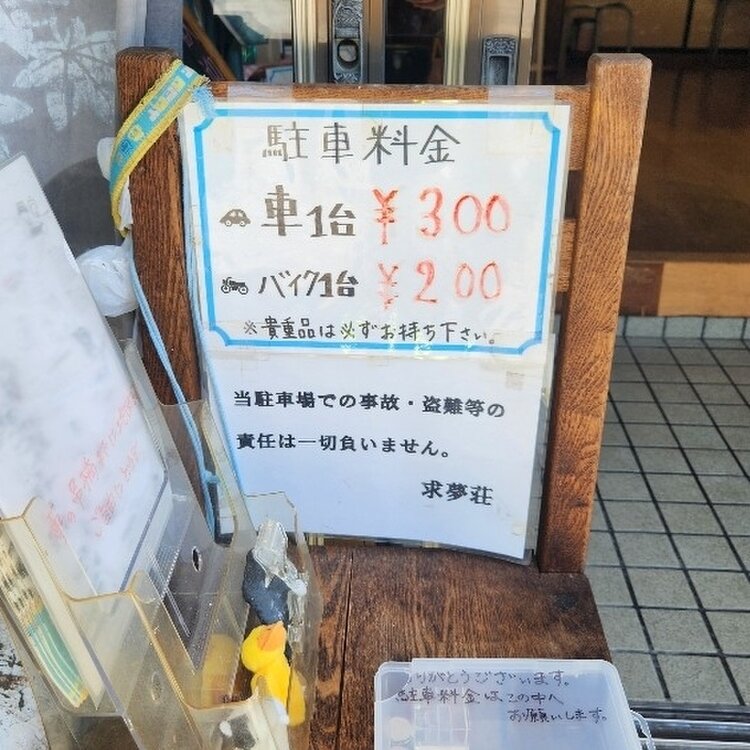 駐車料金
車1台 ¥300
バイク1台 ¥200
※貴重品は必ずお持ち下さい。
当駐車場での事故・盗難等の
責任は一切負いません。
求夢荘
ありがとうございます。
駐車料金はこの中へ
お願いします。